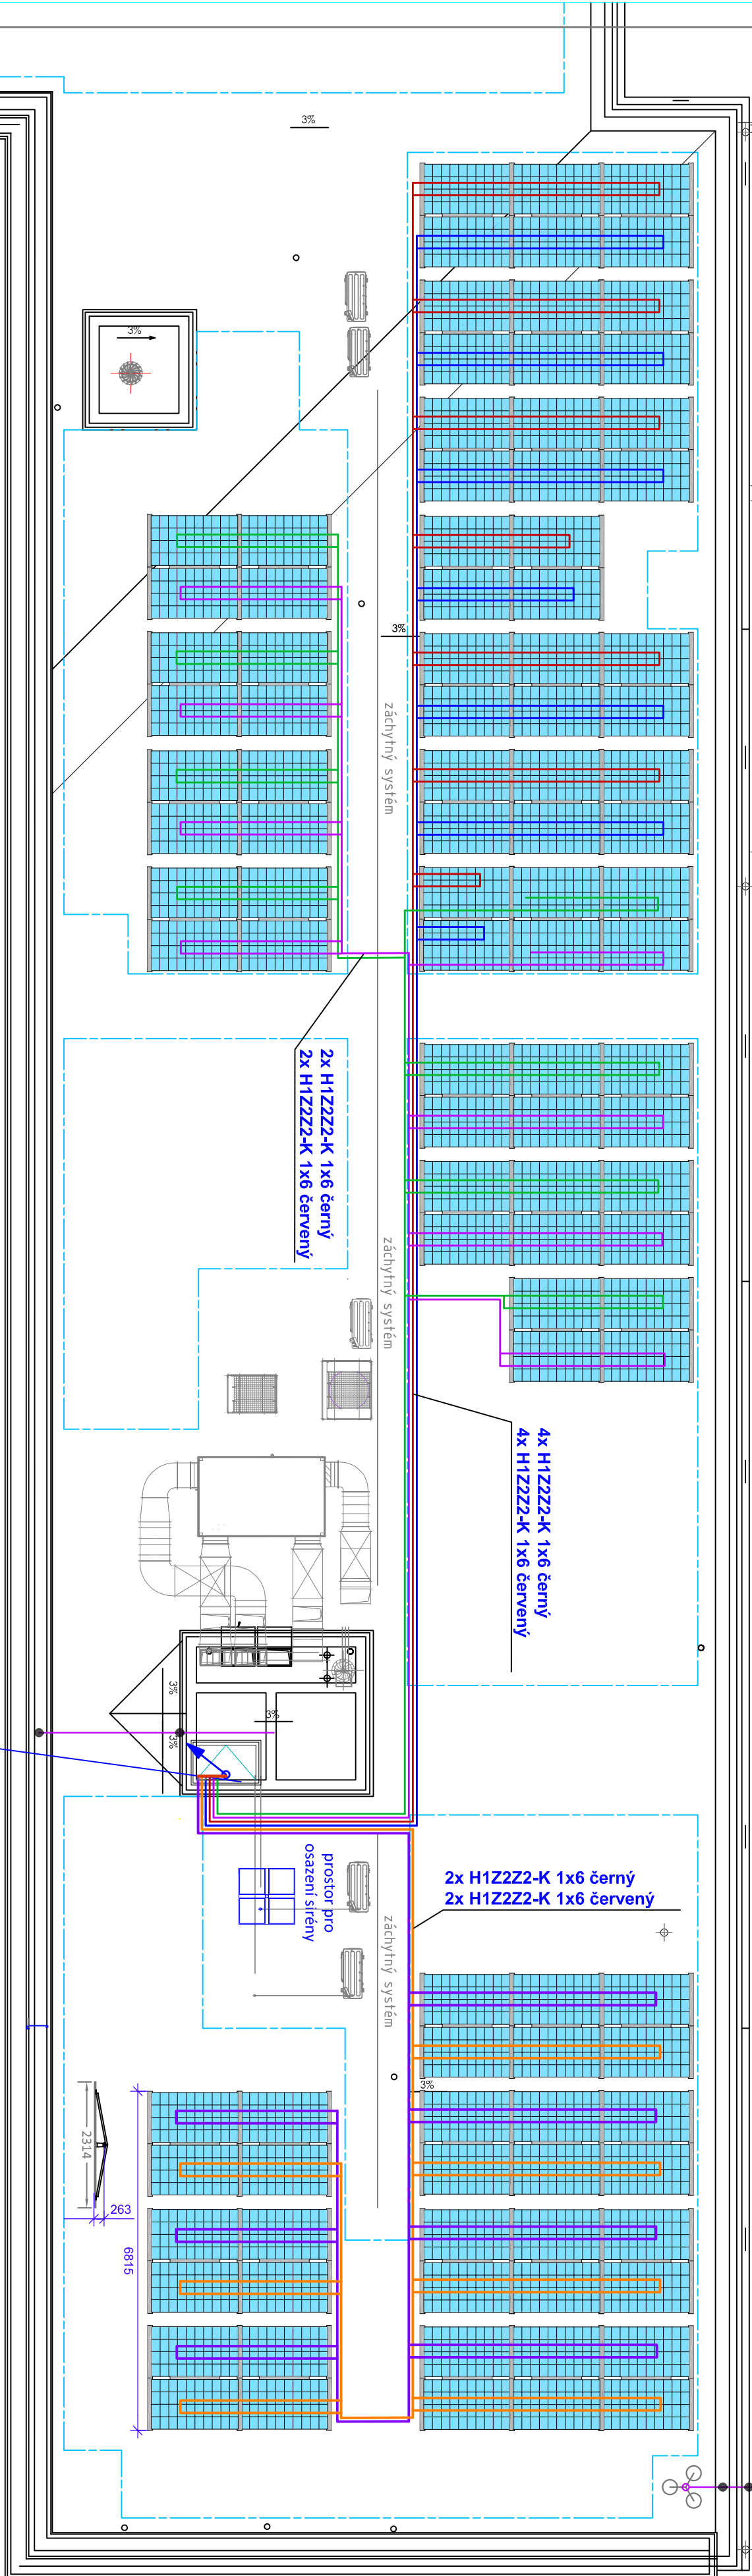 3%
3%
3%
záchytný systém
2x H1Z2Z2-K 1x6 černý
2x H1Z2Z2-K 1x6 červený
záchytný systém
4x H1Z2Z2-K 1x6 černý
4x H1Z2Z2-K 1x6 červený
3%
3%
3%
prostor pro
osazení sirény
2x H1Z2Z2-K 1x6 černý
2x H1Z2Z2-K 1x6 červený
záchytný systém
3%
2314
263
6815